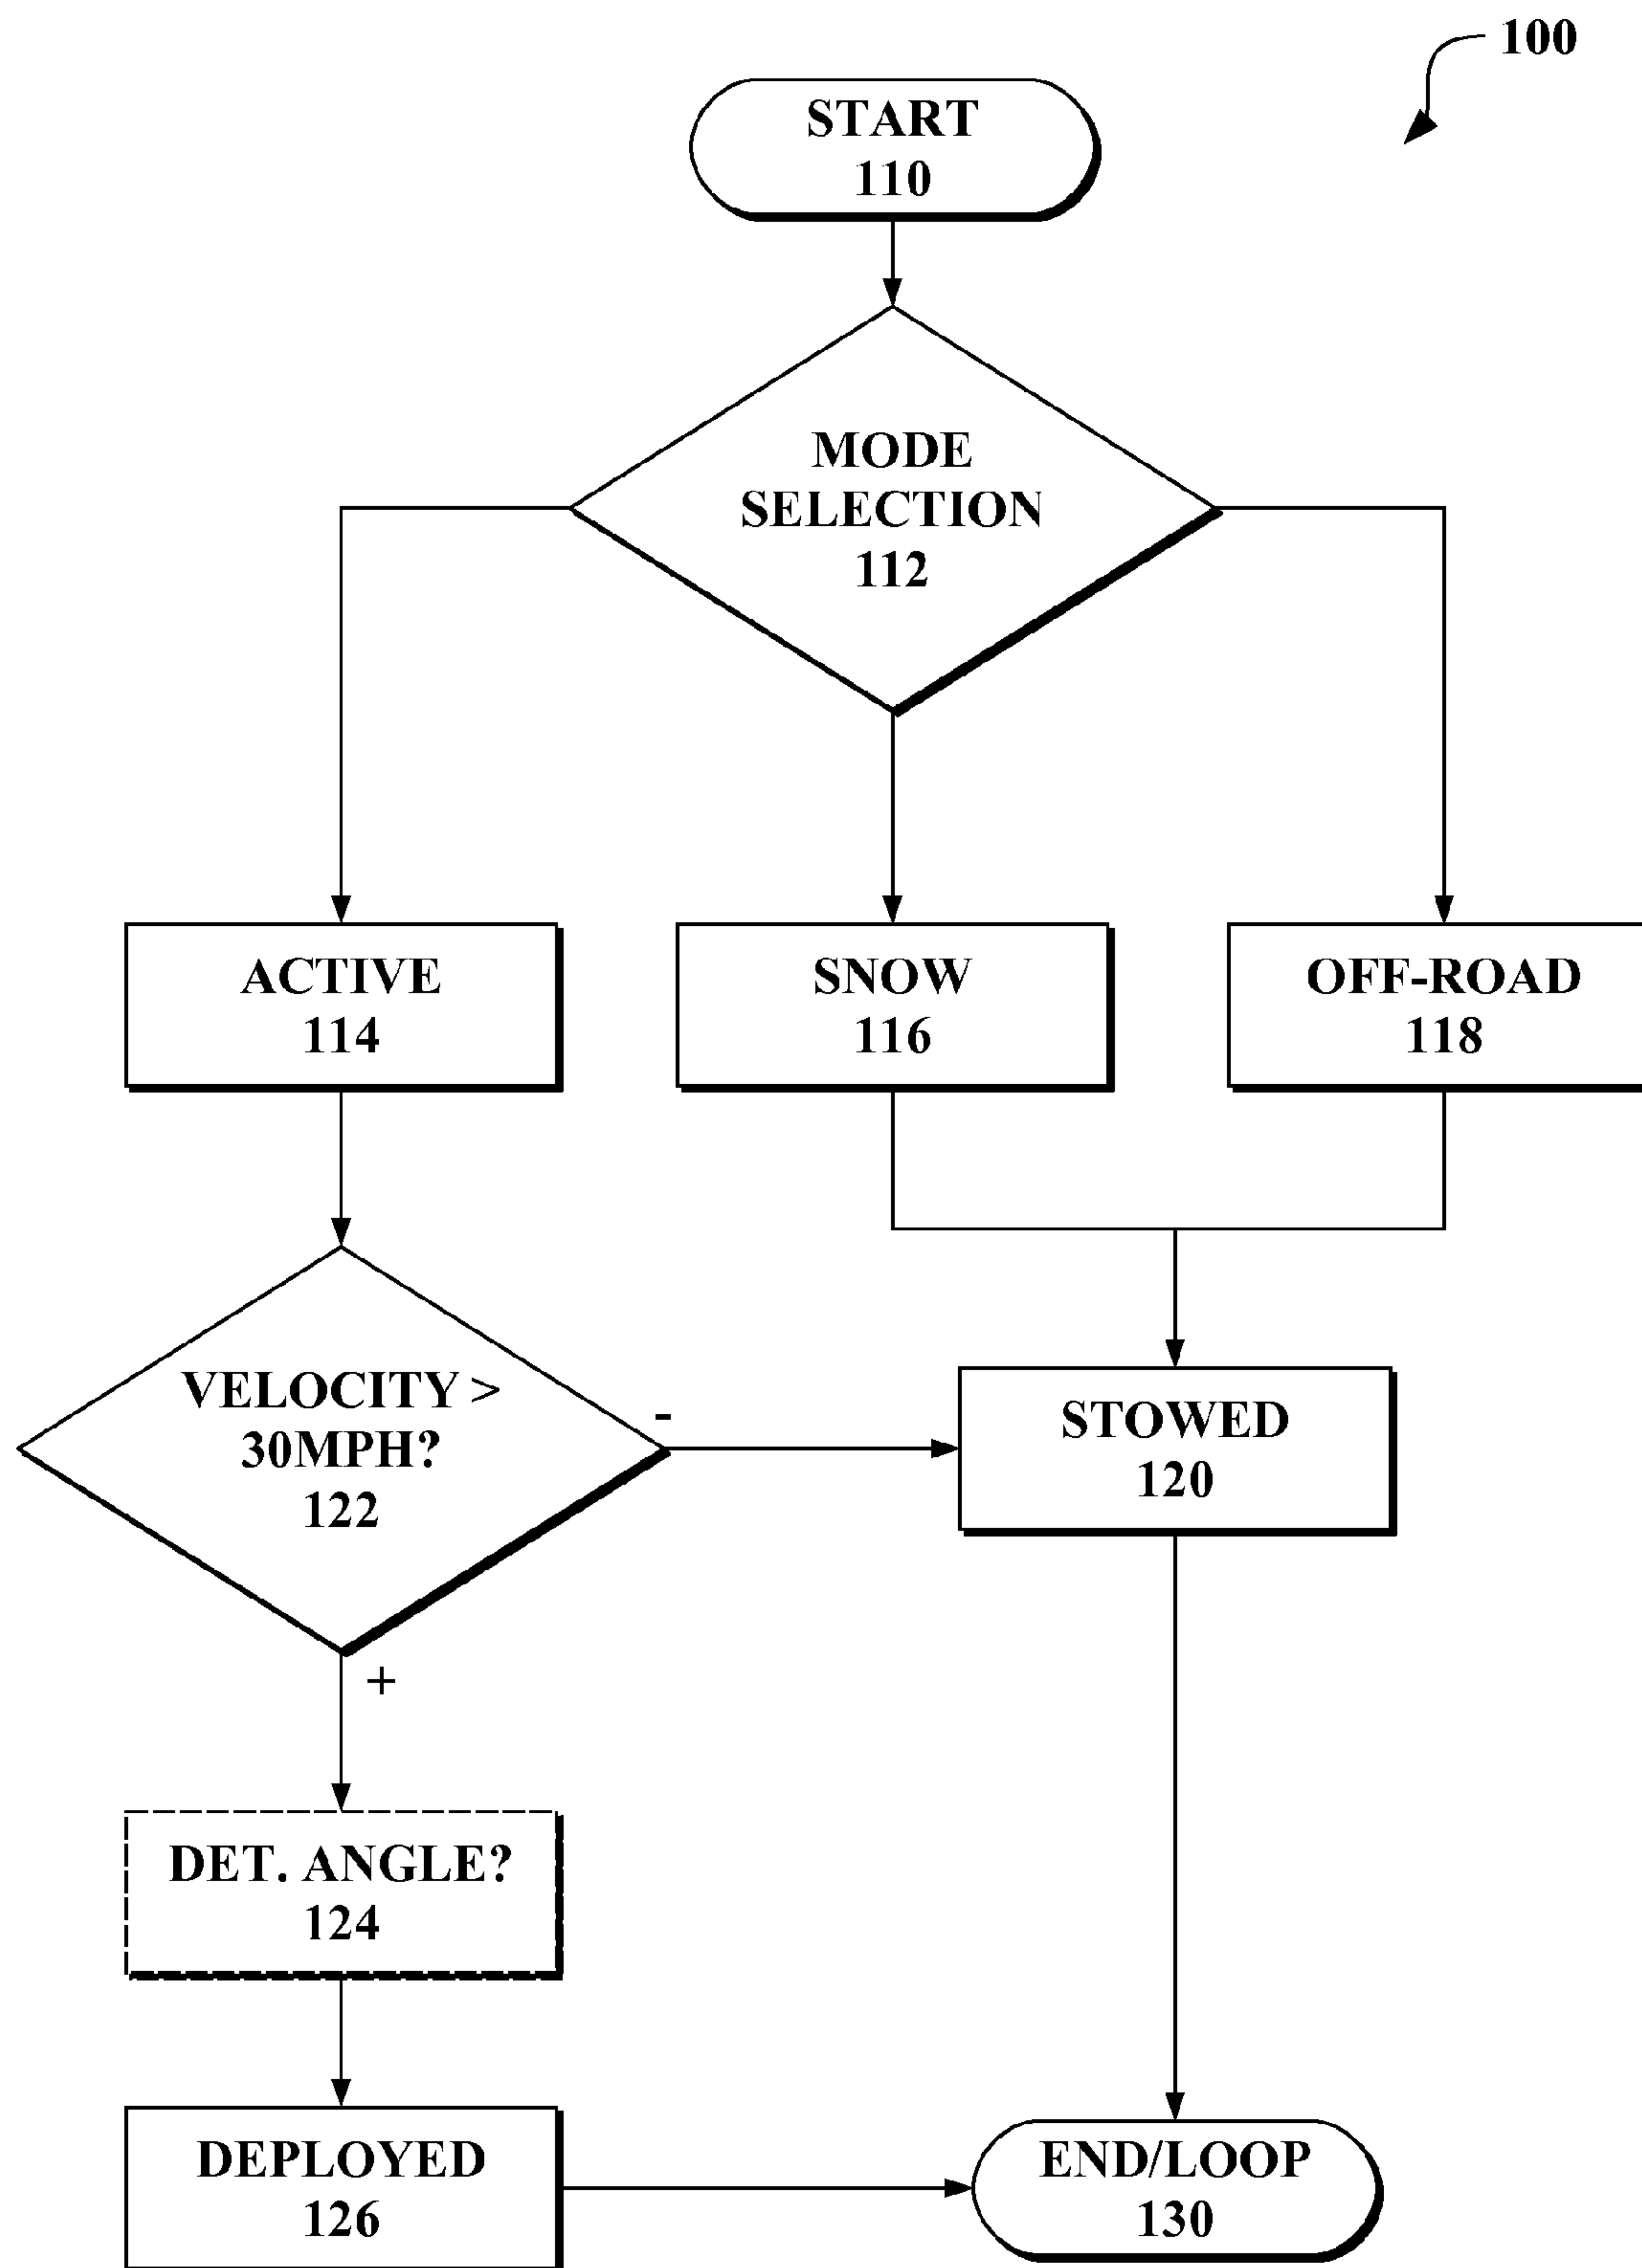 100
START
110
MODE
SELECTION
112
ACTIVE
114
SNOW
116
OFF-ROAD
118
VELOCITY >
30MPH?
122
-
STOWED
120
+
DET. ANGLE?
124
DEPLOYED
126
END/LOOP
130